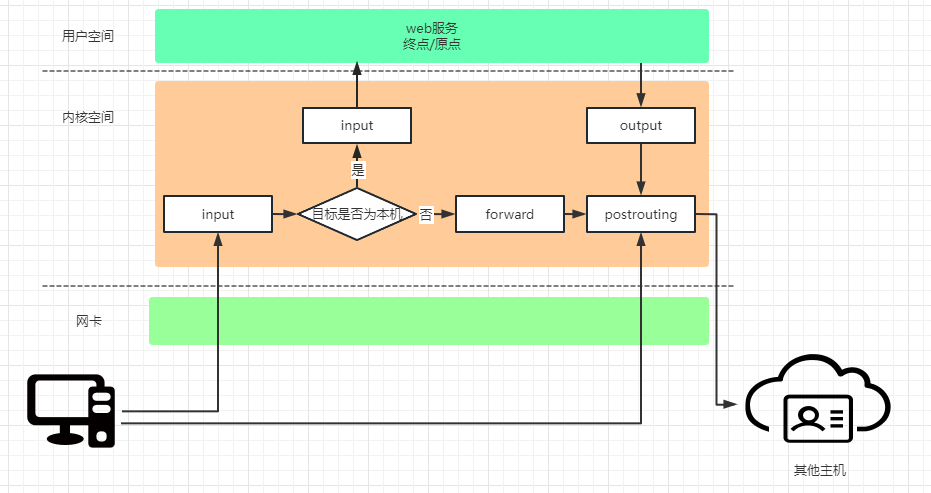 用户空间
web服务
终点/原点
内核空间
input
output
是
input
目标是否为本机
否
forward
postrouting
网卡
其他主机